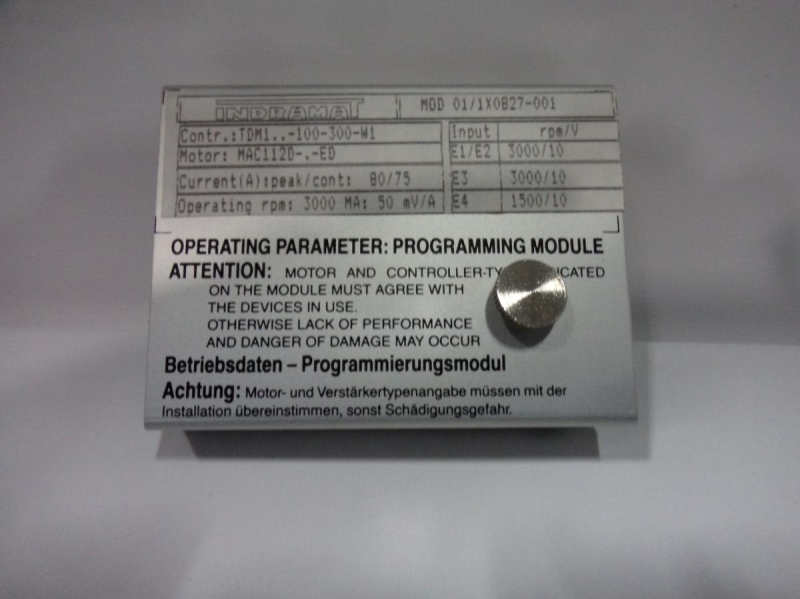 INDRAMAT MOD 01/1X0827-001
Contr.:TDM1..-100-300-W1 Input rpm/V
Motor: MAC112D-.-ED E1/E2 3000/10
Current(A):peak/cont: 80/75 E3 3000/10
Operating rpm: 3000 MA: 50 mV/A E4 1500/10
OPERATING PARAMETER: PROGRAMMING MODULE
ATTENTION: MOTOR AND CONTROLLER-TY ICATED
ON THE MODULE MUST AGREE WITH
THE DEVICES IN USE.
OTHERWISE LACK OF PERFORMANCE
AND DANGER OF DAMAGE MAY OCCUR
Betriebsdaten – Programmierungsmodul
Achtung: Motor- und Verstärkertypenangabe müssen mit der
Installation übereinstimmen, sonst Schädigungsgefahr.